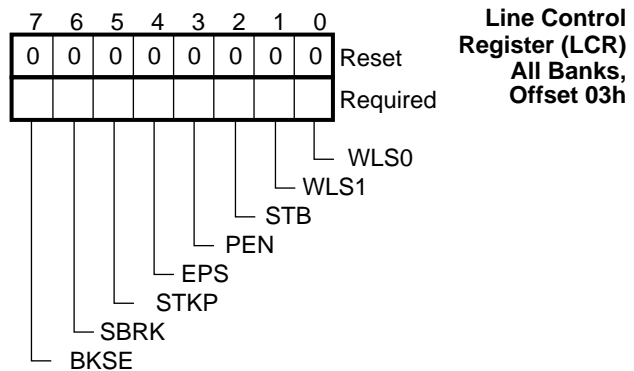 7 6 5 4 3 2 1 0
Line Control
Register (LCR)
All Banks,
Offset 03h
0 0 0 0 0 0 0 0 Reset
Required
WLS0
WLS1
STB
PEN
EPS
STKP
SBRK
BKSE